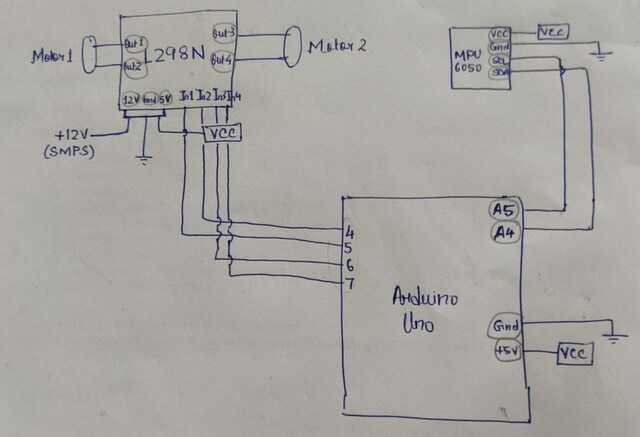 Motor 1
Out1
Out2
L298N
Out3
Out4
Motor 2
12V Gnd 5V In1 In2 In3 In4
+12V
(SMPS)
VCC
VCC
Gnd
SCL
SDA
MPU
6050
VCC
A5
A4
4
5
6
7
Arduino
Uno
Gnd
+5V
VCC